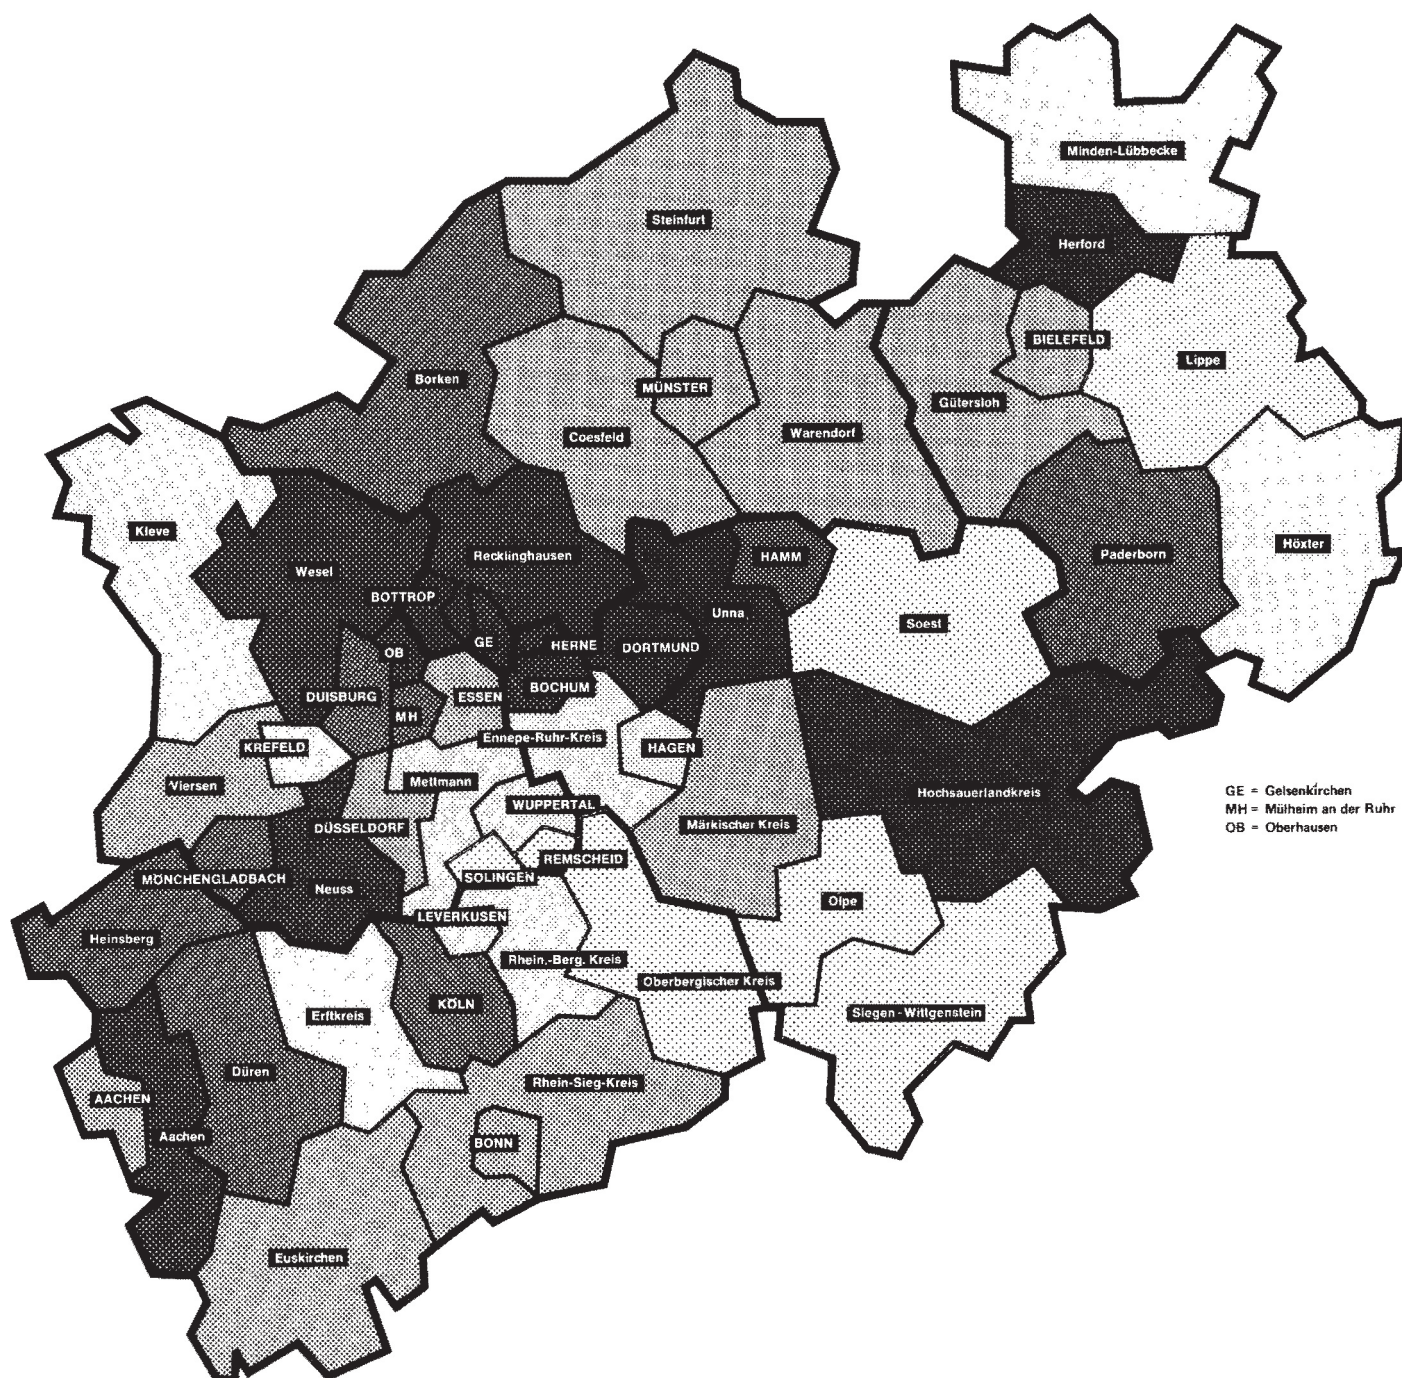 Minden-Lübbecke
Steinfurt
Herford
BIELEFELD
Lippe
Borken
MÜNSTER
Gütersloh
Coesfeld
Warendorf
Kleve
Recklinghausen
HAMM
Paderborn
Höxter
Wesel
BOTTROP
Unna
Soest
GE
HERNE
DORTMUND
OB
DUISBURG
ESSEN
BOCHUM
MH
KREFELD
Ennepe-Ruhr-Kreis
HAGEN
Viersen
Mettmann
Hochsauerlandkreis
GE = Gelsenkirchen
MH = Mülheim an der Ruhr
OB = Oberhausen
WUPPERTAL
DÜSSELDORF
Märkischer Kreis
REMSCHEID
MÖNCHENGLADBACH
Neuss
SOLINGEN
Olpe
LEVERKUSEN
Heinsberg
Rhein.-Berg. Kreis
Oberbergischer Kreis
KÖLN
Erftkreis
Siegen-Wittgenstein
Düren
Rhein-Sieg-Kreis
AACHEN
Aachen
BONN
Euskirchen